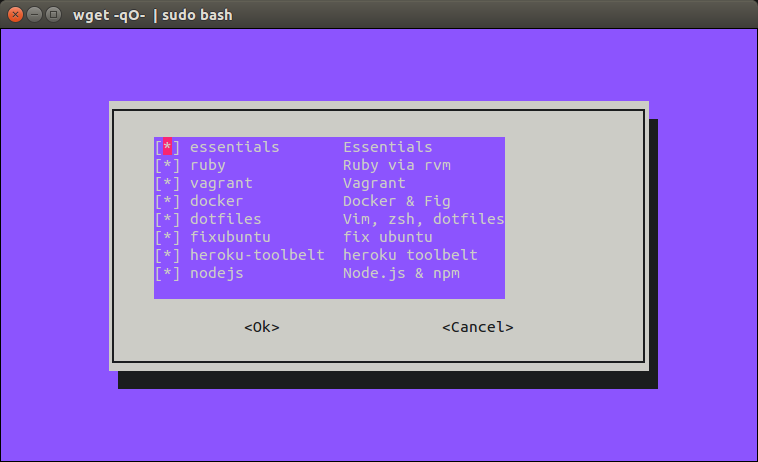 wget -qO-  | sudo bash
[*] essentials       Essentials
[*] ruby             Ruby via rvm
[*] vagrant          Vagrant
[*] docker           Docker & Fig
[*] dotfiles         Vim, zsh, dotfiles
[*] fixubuntu        fix ubuntu
[*] heroku-toolbelt  heroku toolbelt
[*] nodejs           Node.js & npm
<Ok>                  <Cancel>